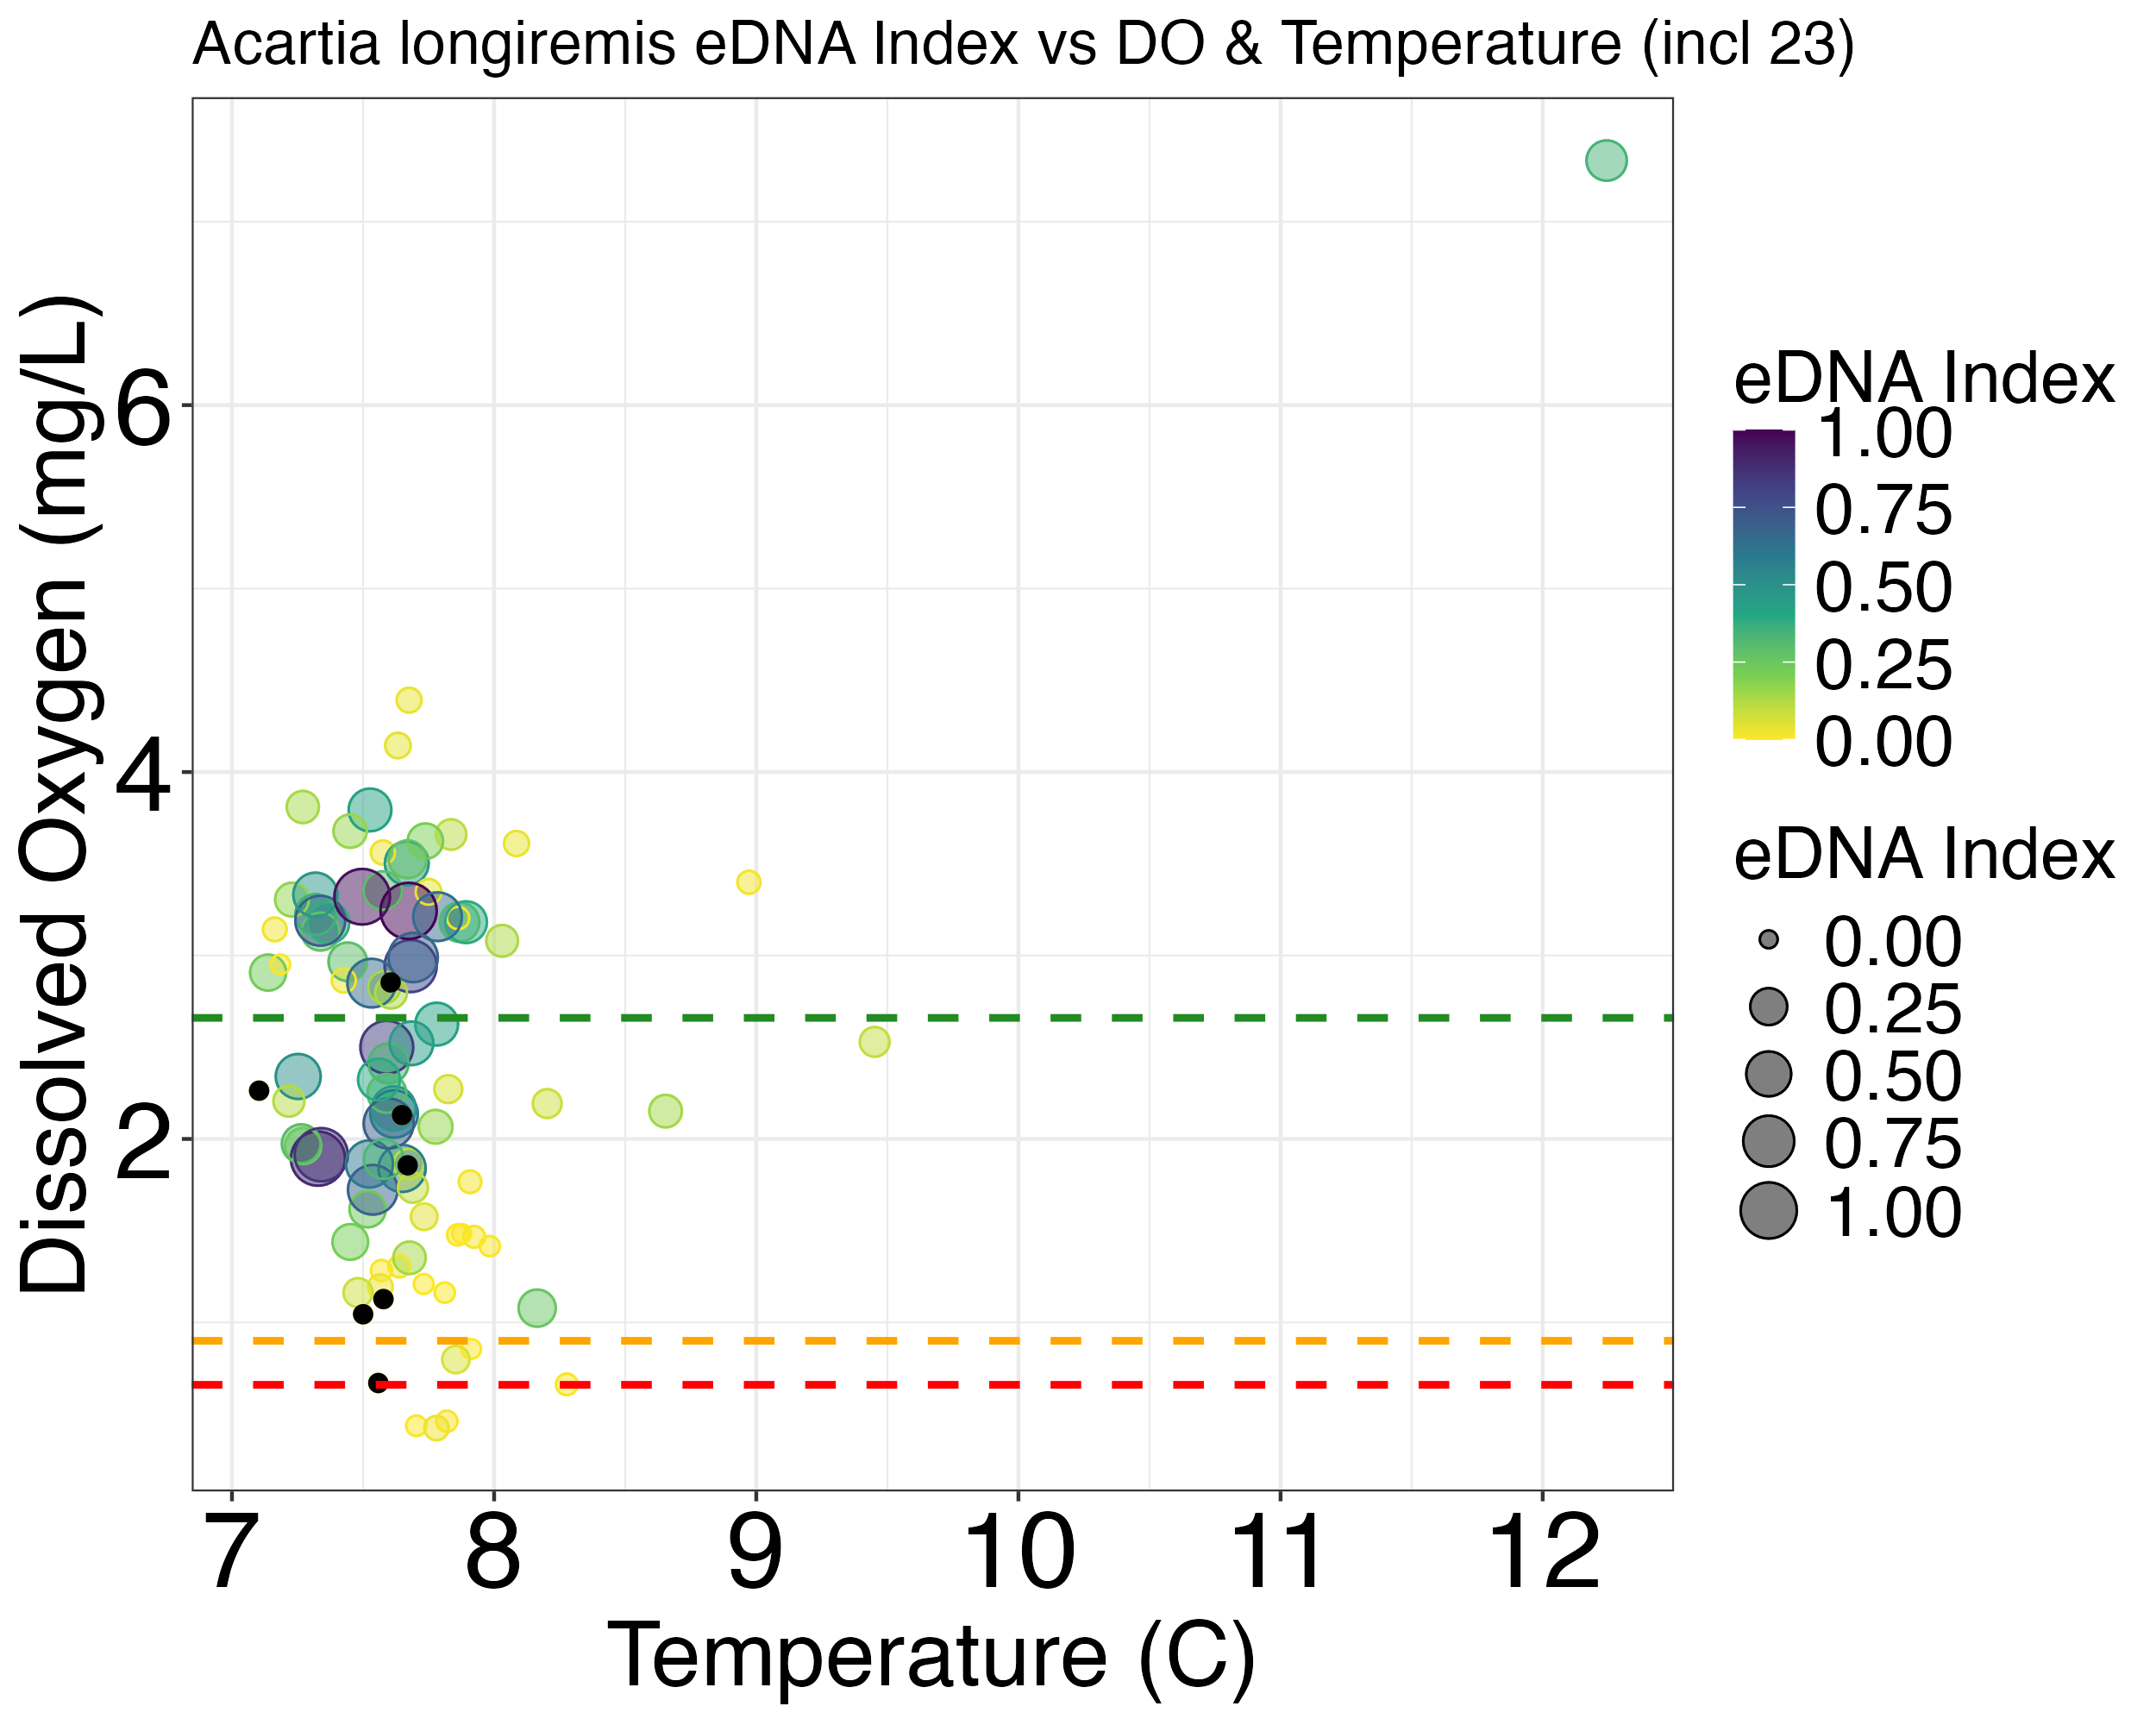 Acartia longiremis eDNA Index vs DO & Temperature (incl 23)
Dissolved Oxygen (mg/L)
6
4
2
7 8 9 10 11 12
Temperature (C)
eDNA Index
1.00
0.75
0.50
0.25
0.00
eDNA Index
0.00
0.25
0.50
0.75
1.00